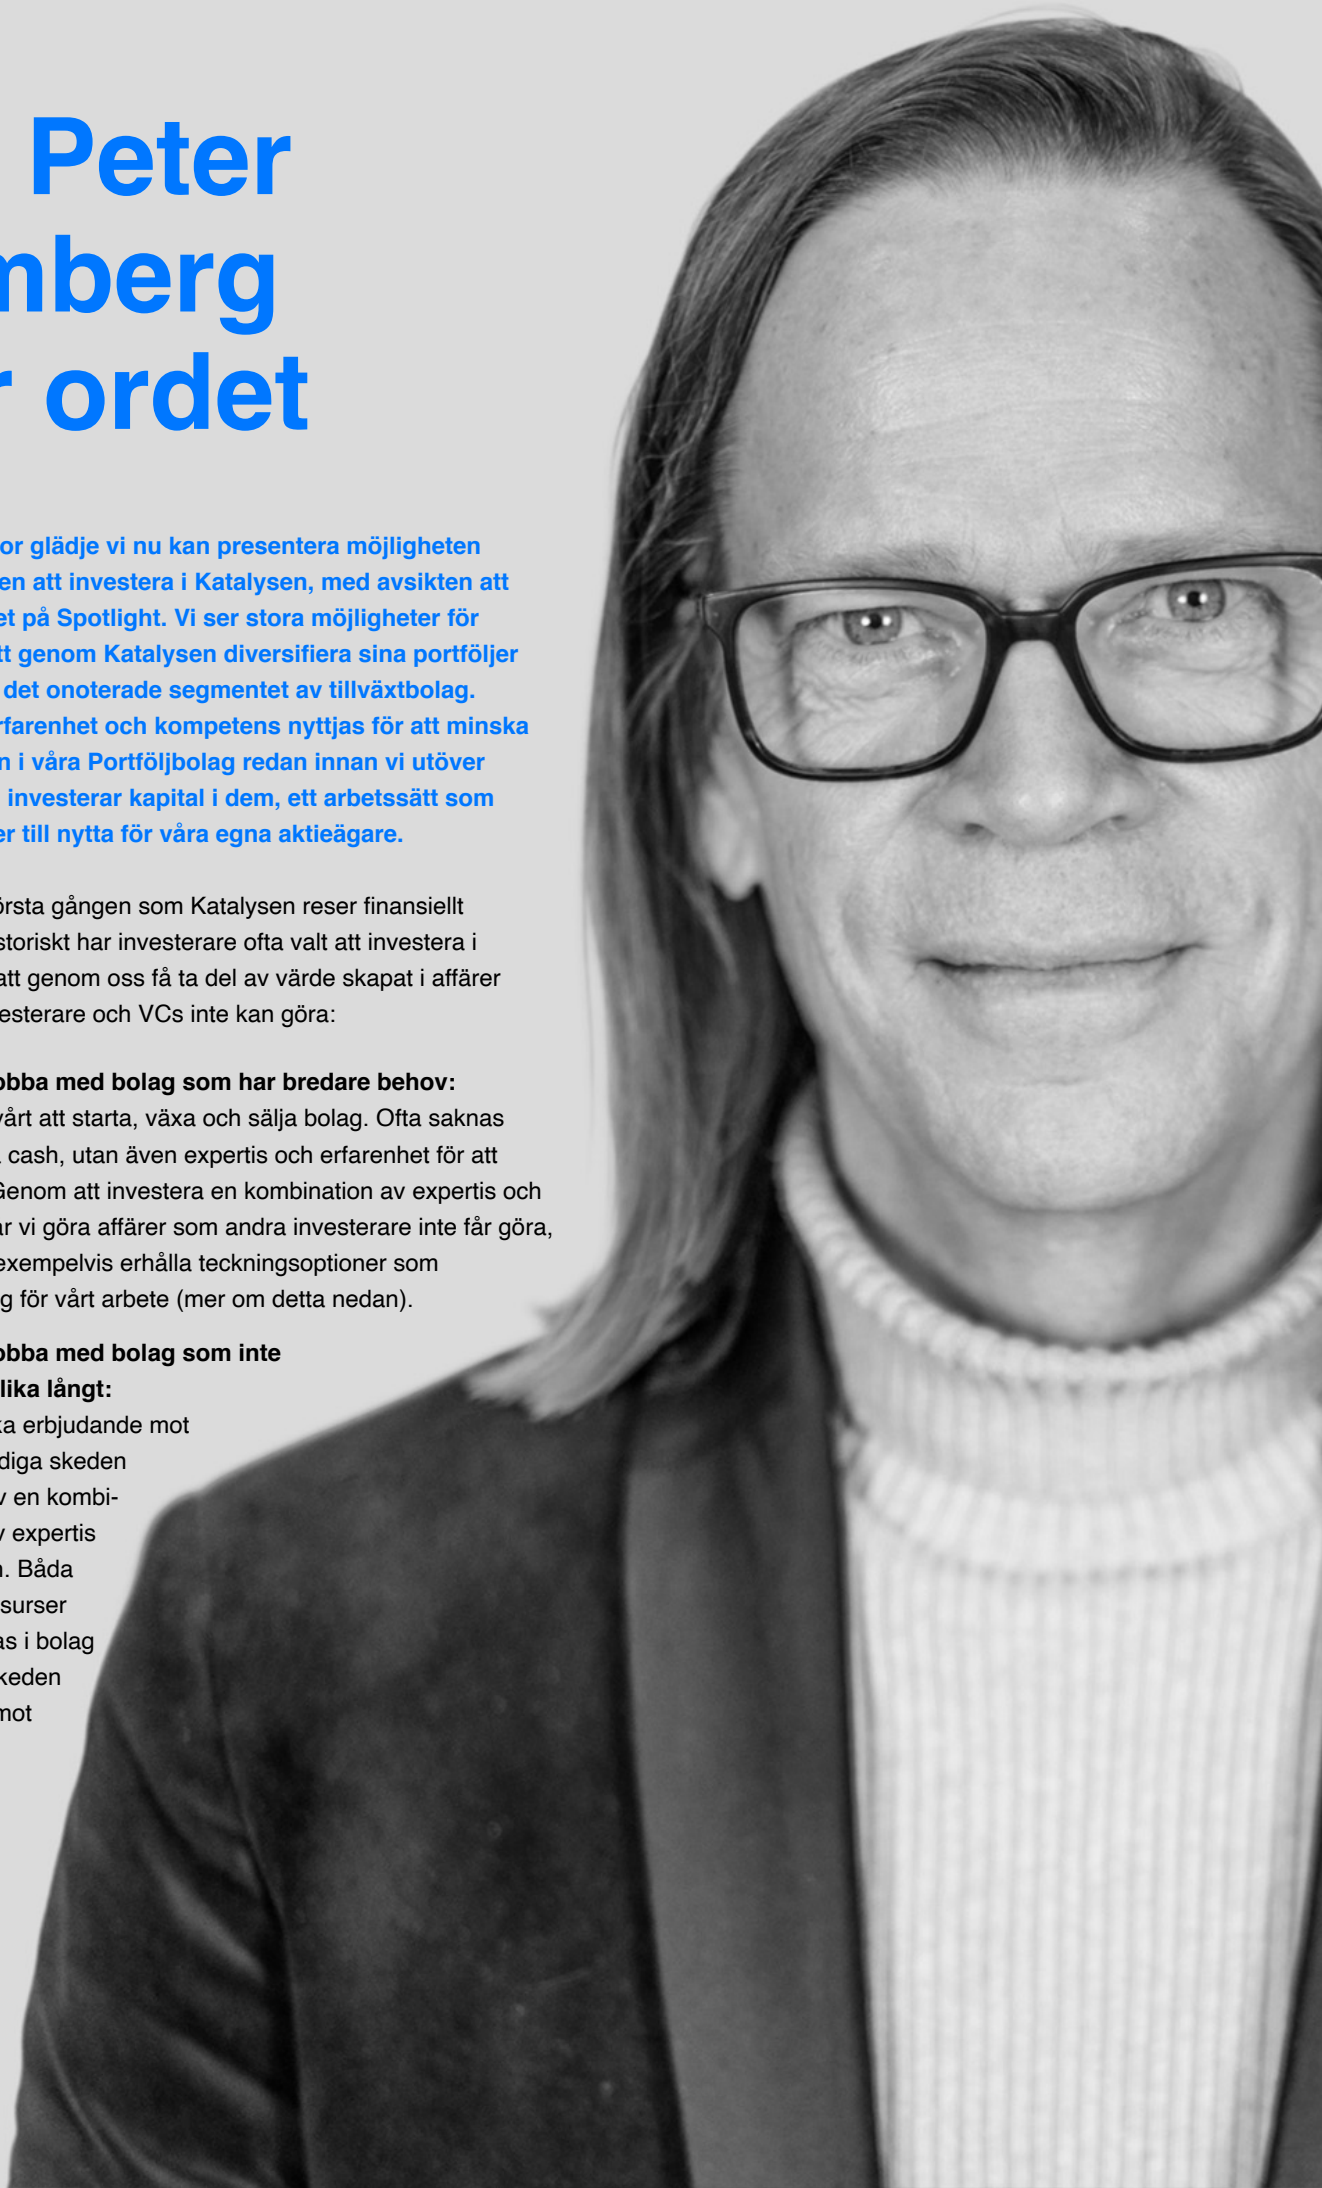 Peter
mberg
r ordet
or glädje vi nu kan presentera möjligheten
en att investera i Katalysen, med avsikten att
et på Spotlight. Vi ser stora möjligheter för
tt genom Katalysen diversifiera sina portföljer
det onoterade segmentet av tillväxtbolag.
rfarenhet och kompetens nyttjas för att minska
n i våra Portföljbolag redan innan vi utöver
investerar kapital i dem, ett arbetssätt som
er till nytta för våra egna aktieägare.
örsta gången som Katalysen reser finansiellt
storiskt har investerare ofta valt att investera i
att genom oss få ta del av värde skapat i affärer
esterare och VCs inte kan göra:
obba med bolag som har bredare behov:
vårt att starta, växa och sälja bolag. Ofta saknas
a cash, utan även expertis och erfarenhet för att
Genom att investera en kombination av expertis och
ar vi göra affärer som andra investerare inte får göra,
exempelvis erhålla teckningsoptioner som
g för vårt arbete (mer om detta nedan).
obba med bolag som inte
lika långt:
ka erbjudande mot
diga skeden
v en kombi-
v expertis
n. Båda
surser
as i bolag
keden
mot